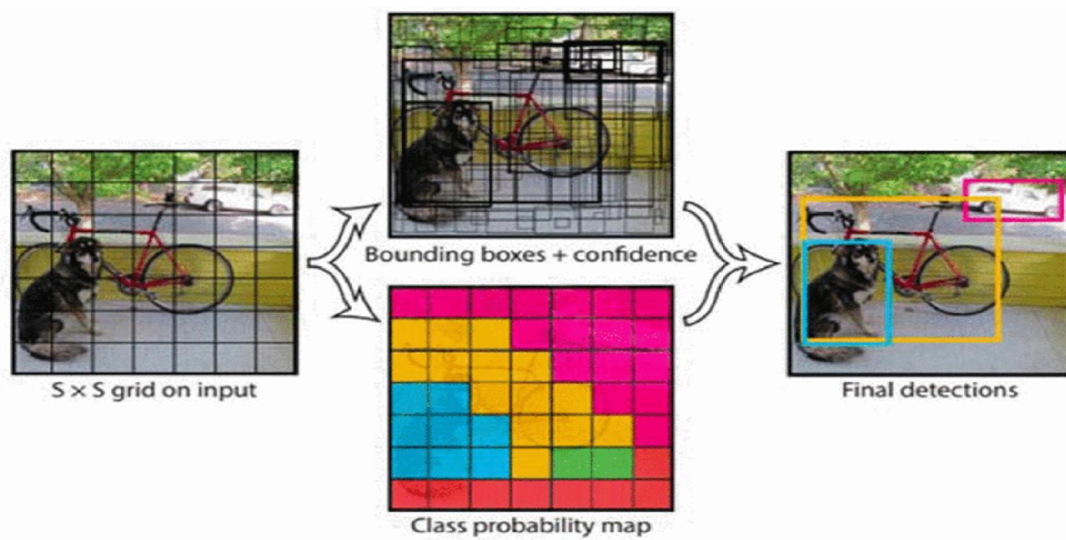 S × S grid on input
Bounding boxes + confidence
Class probability map
Final detections